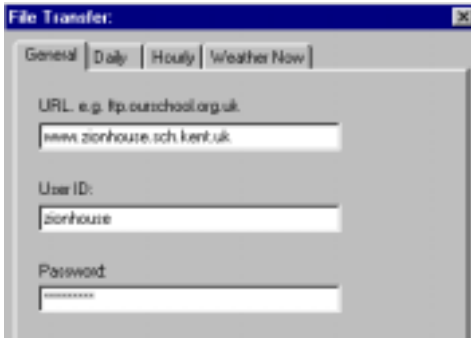 File Transfer:
General Daily Hourly Weather Now
URL. e.g. ftp.ourschool.org.uk
www.zionhouse.sch.kent.uk
User ID:
zionhouse
Password:
**********